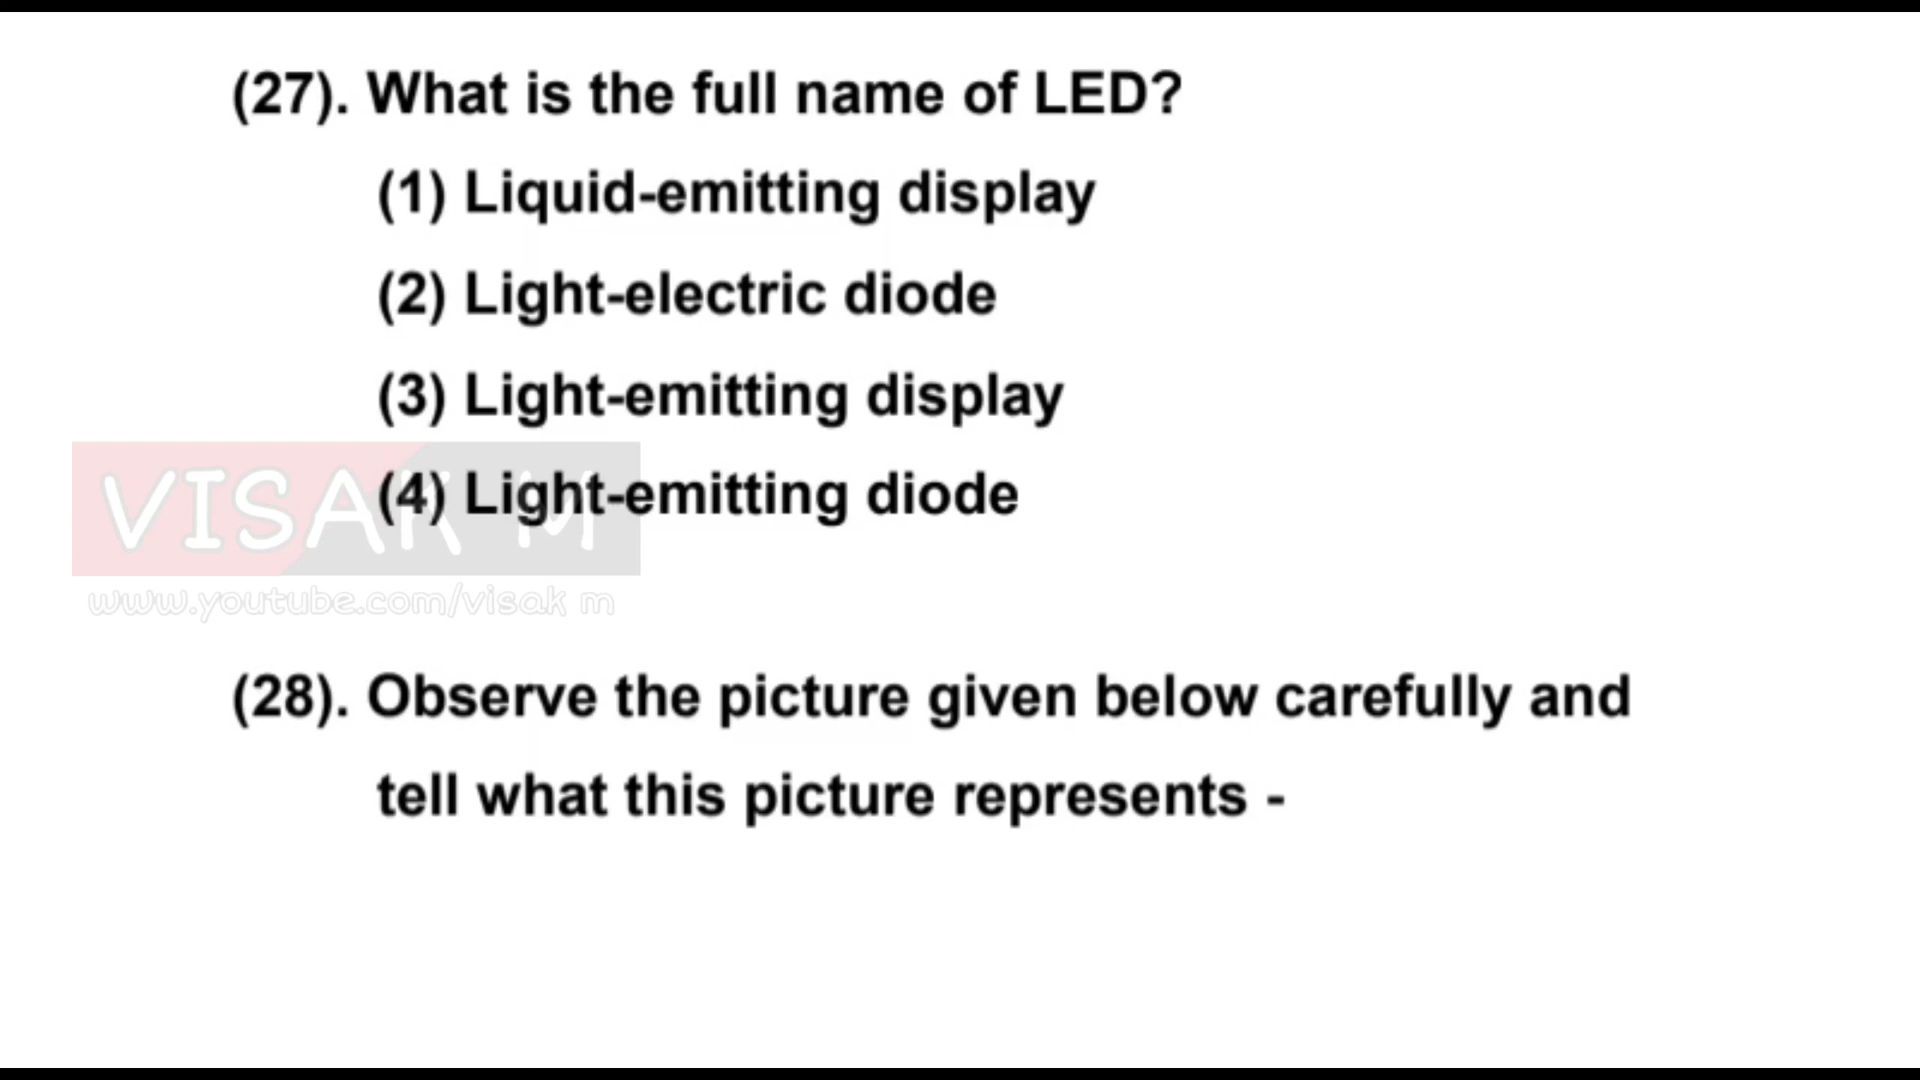 (27). What is the full name of LED?
(1) Liquid-emitting display
(2) Light-electric diode
(3) Light-emitting display
(4) Light-emitting diode
VISAK M
www.youtube.com/visak m
(28). Observe the picture given below carefully and
tell what this picture represents -